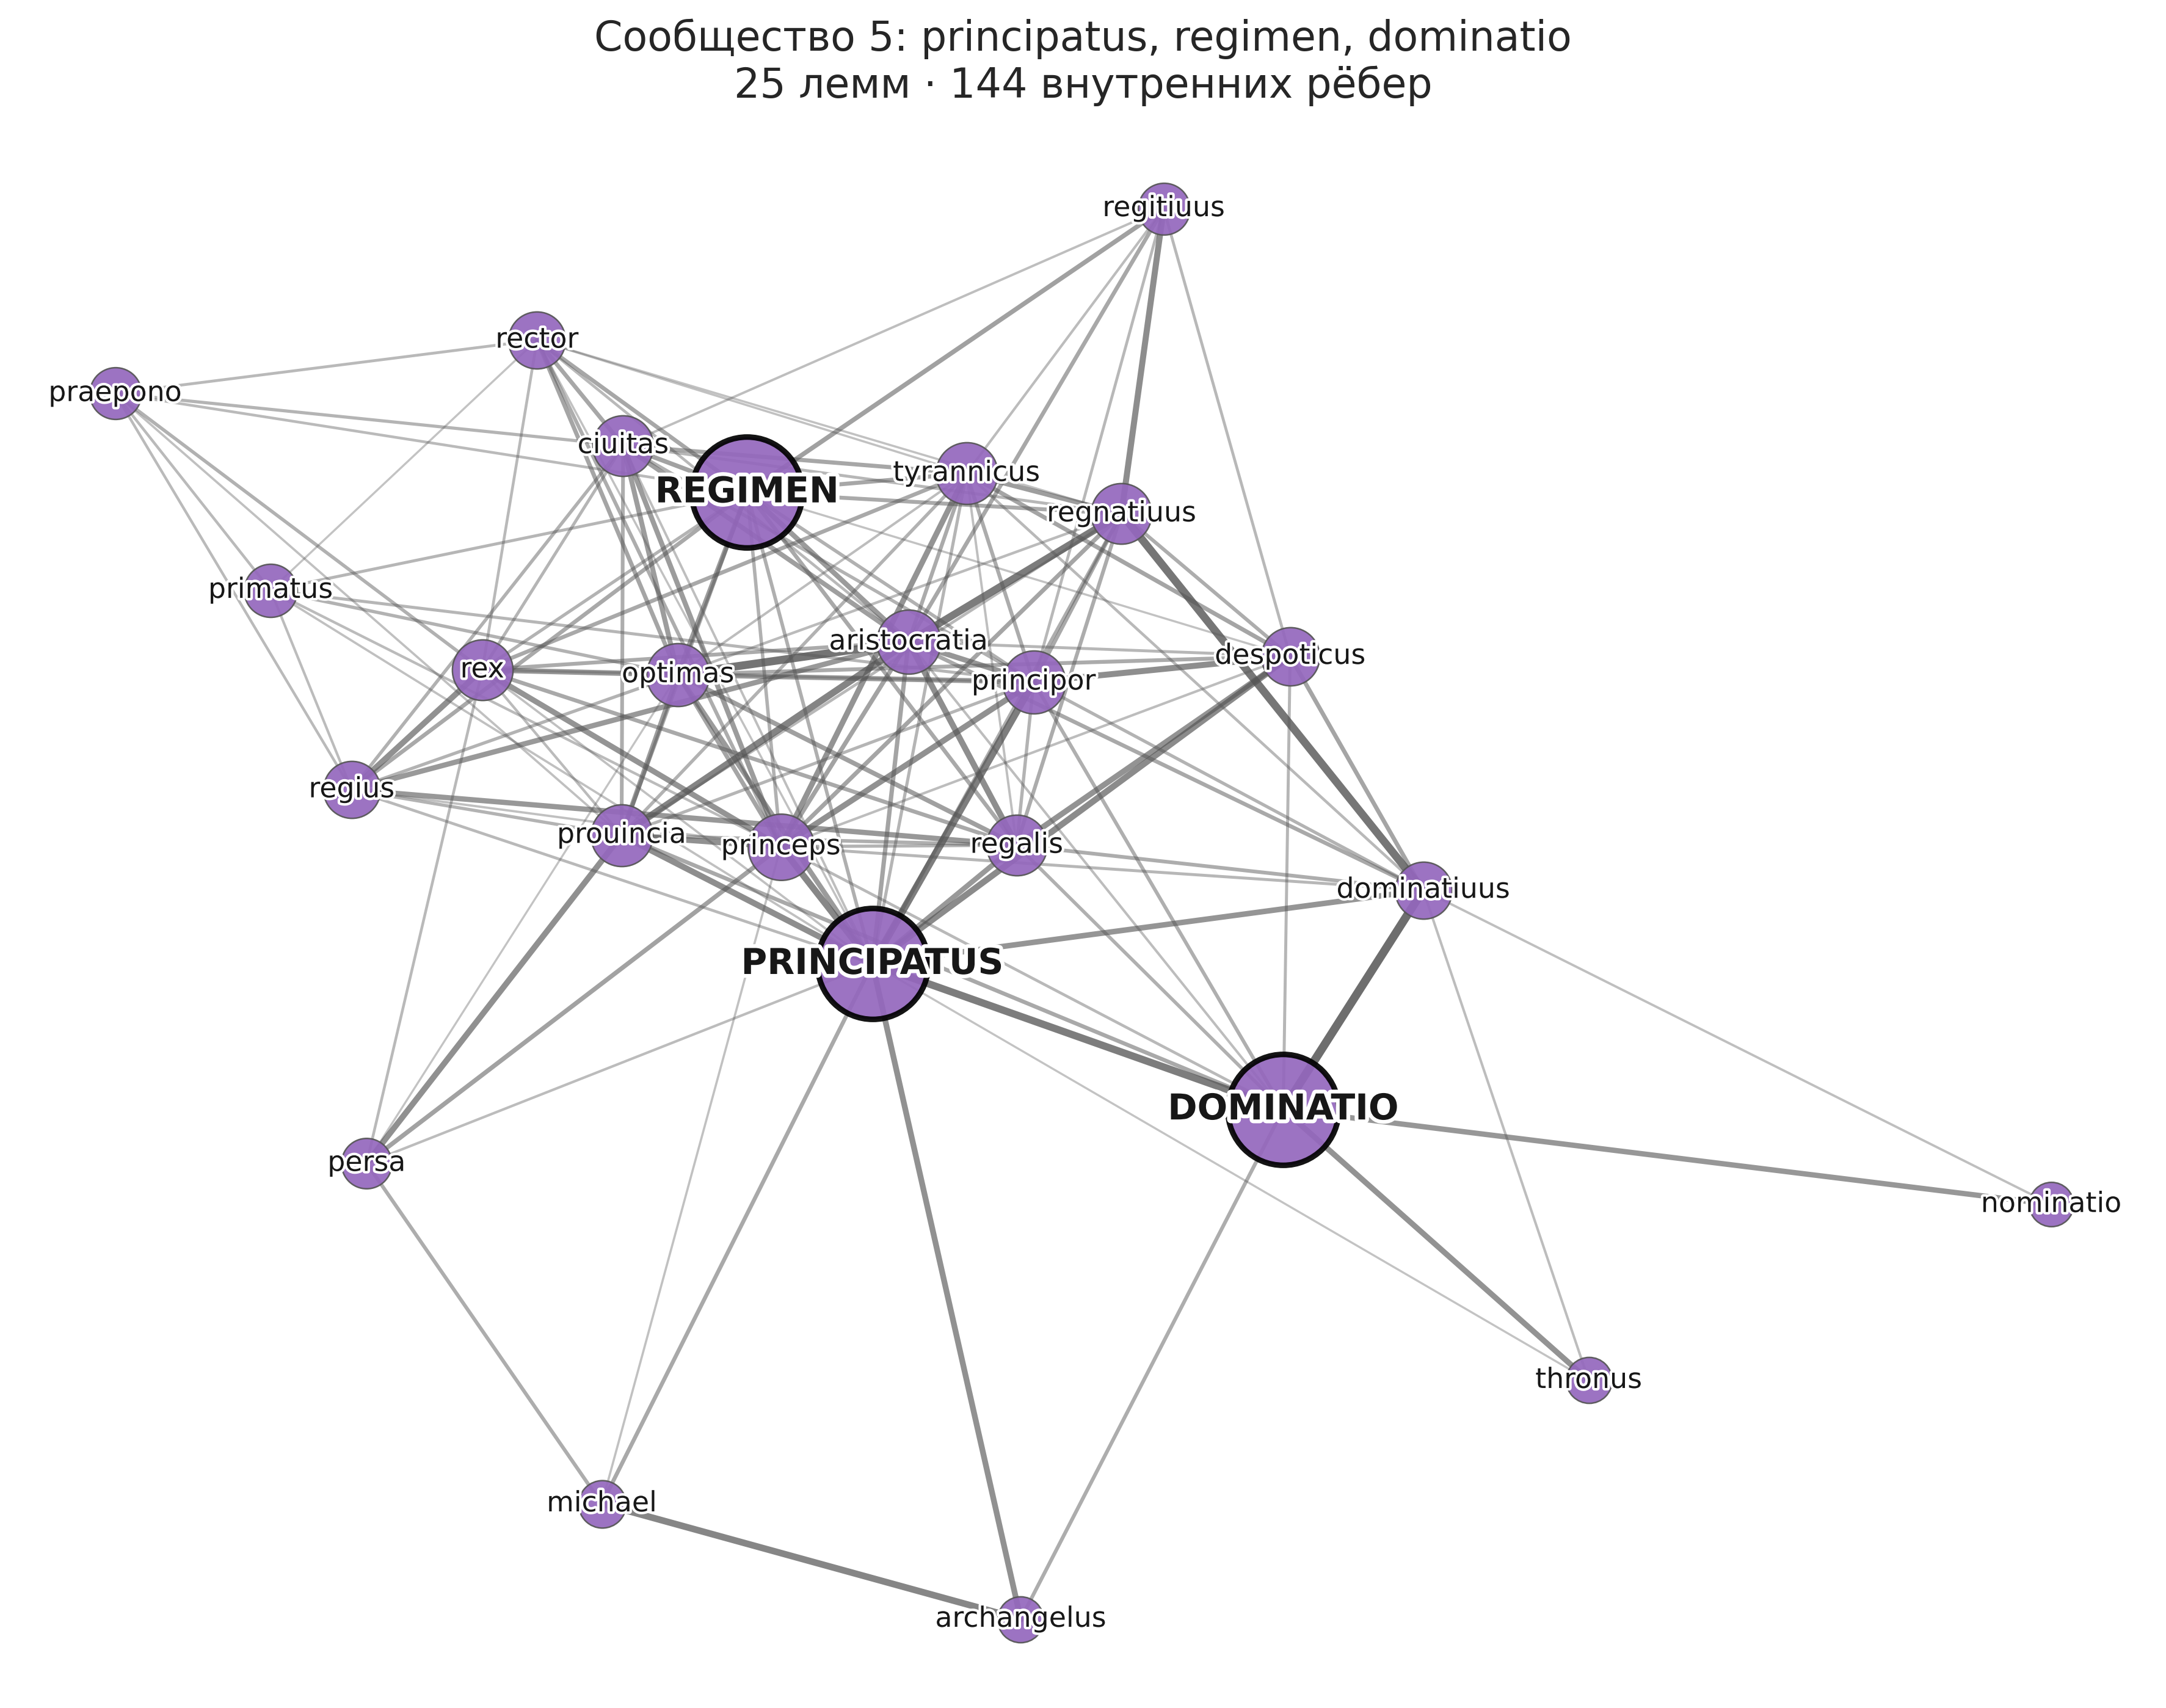 Сообщество 5: principatus, regimen, dominatio
25 лемм · 144 внутренних рёбер
regitiuus
rector
praepono
ciuitas
tyrannicus
REGIMEN
regnatiuus
primatus
aristocratia
despoticus
rex
optimas
principor
regius
prouincia
princeps
regalis
dominatiuus
PRINCIPATUS
DOMINATIO
persa
nominatio
thronus
michael
archangelus